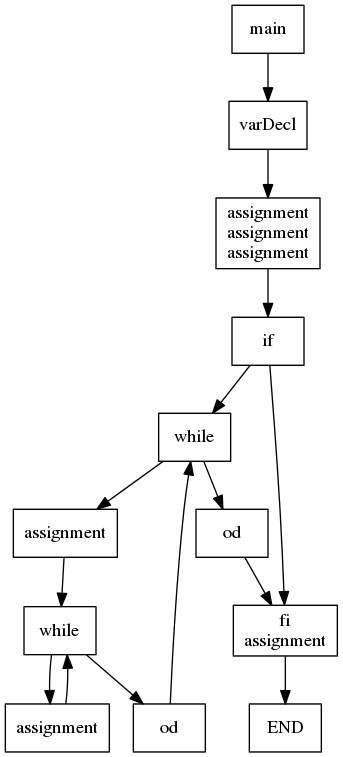 main
varDecl
assignment
assignment
assignment
if
while
assignment
od
while
fi
assignment
assignment
od
END